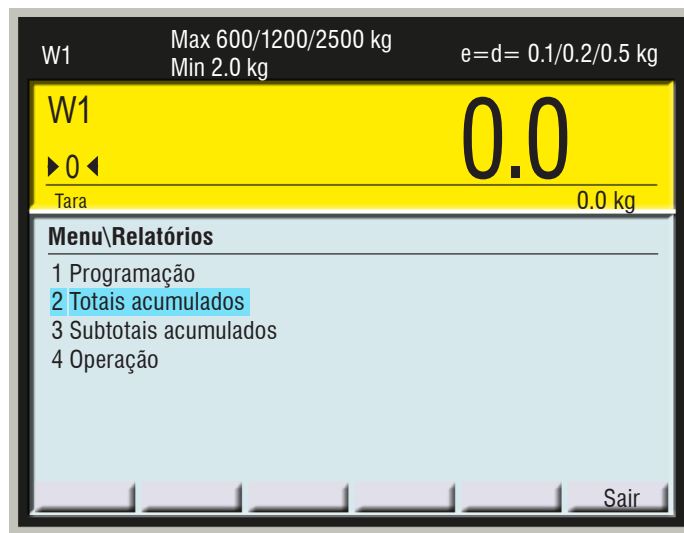 W1 Max 600/1200/2500 kg e=d= 0.1/0.2/0.5 kg
Min 2.0 kg
W1
0.0
▶0◀
Tara 0.0 kg
Menu\Relatórios
1 Programação
2 Totais acumulados
3 Subtotais acumulados
4 Operação
Sair